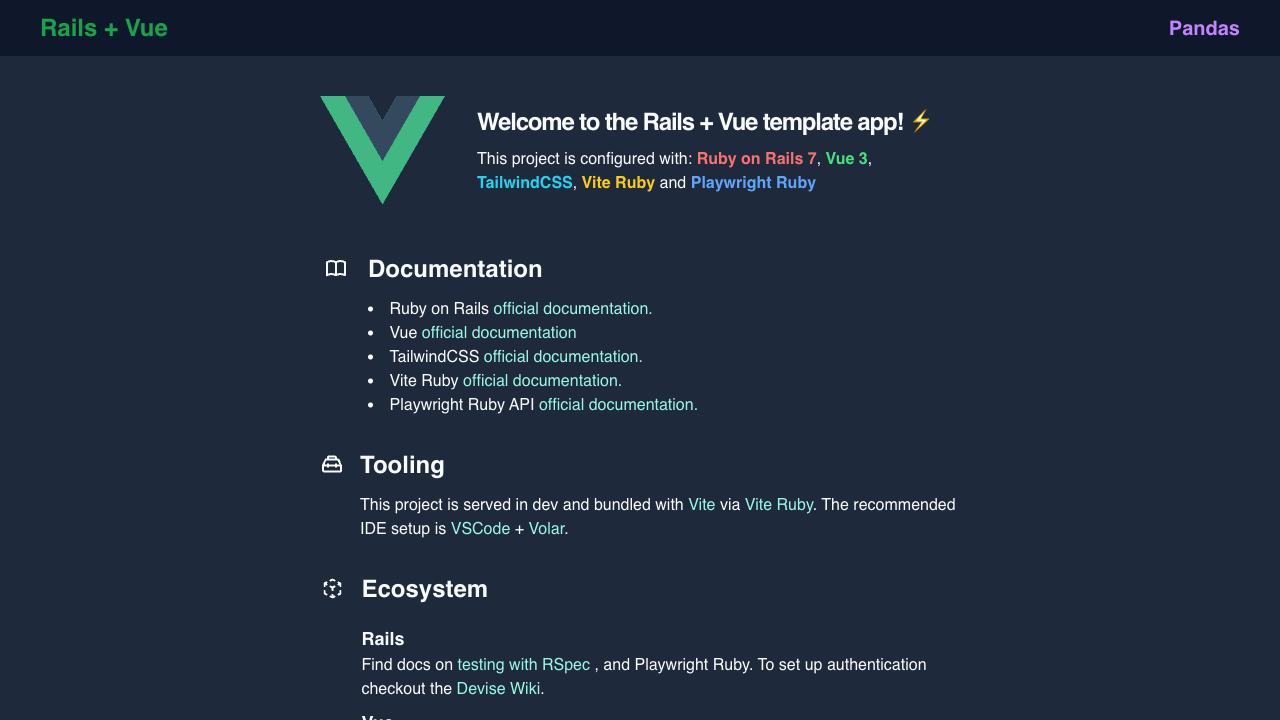 Rails + Vue
Pandas
Welcome to the Rails + Vue template app! ⚡
This project is configured with: Ruby on Rails 7, Vue 3,
TailwindCSS, Vite Ruby and Playwright Ruby
Documentation
• Ruby on Rails official documentation.
• Vue official documentation
• TailwindCSS official documentation.
• Vite Ruby official documentation.
• Playwright Ruby API official documentation.
Tooling
This project is served in dev and bundled with Vite via Vite Ruby. The recommended
IDE setup is VSCode + Volar.
Ecosystem
Rails
Find docs on testing with RSpec , and Playwright Ruby. To set up authentication
checkout the Devise Wiki.
Vue